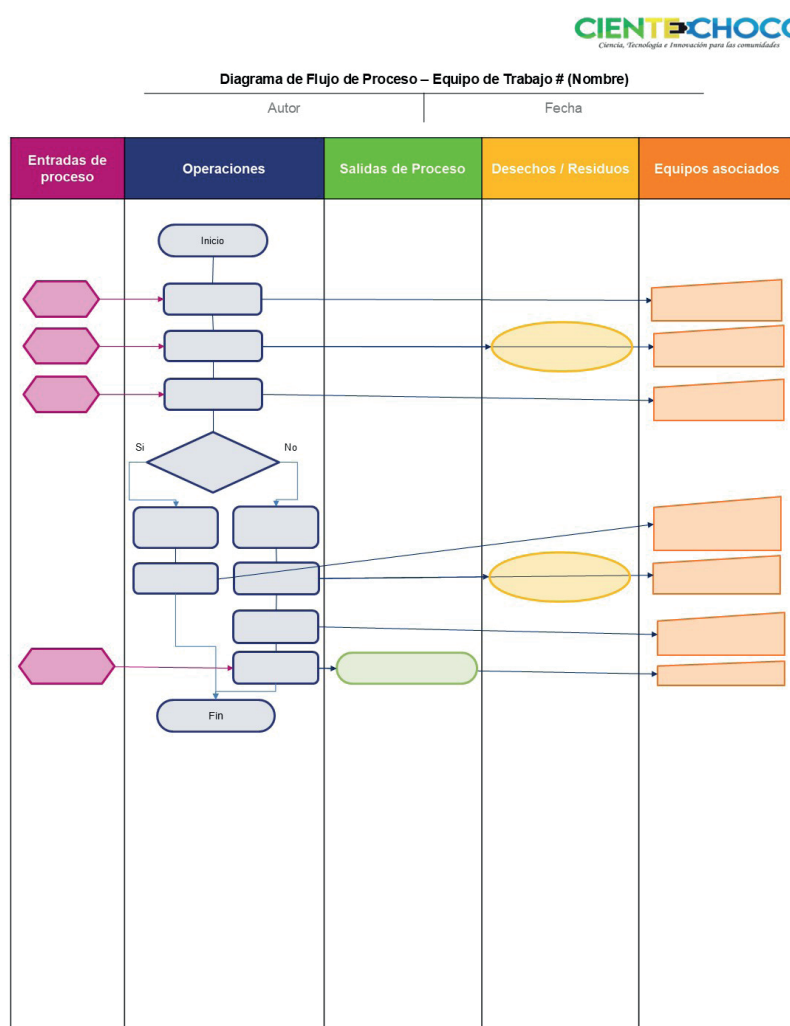 CIENTECHOCO
Ciencia, Tecnología e Innovación para las comunidades
Diagrama de Flujo de Proceso – Equipo de Trabajo # (Nombre)
Autor
Fecha
Entradas de
proceso
Operaciones
Salidas de Proceso
Desechos / Residuos
Equipos asociados
Inicio
Si
No
Fin